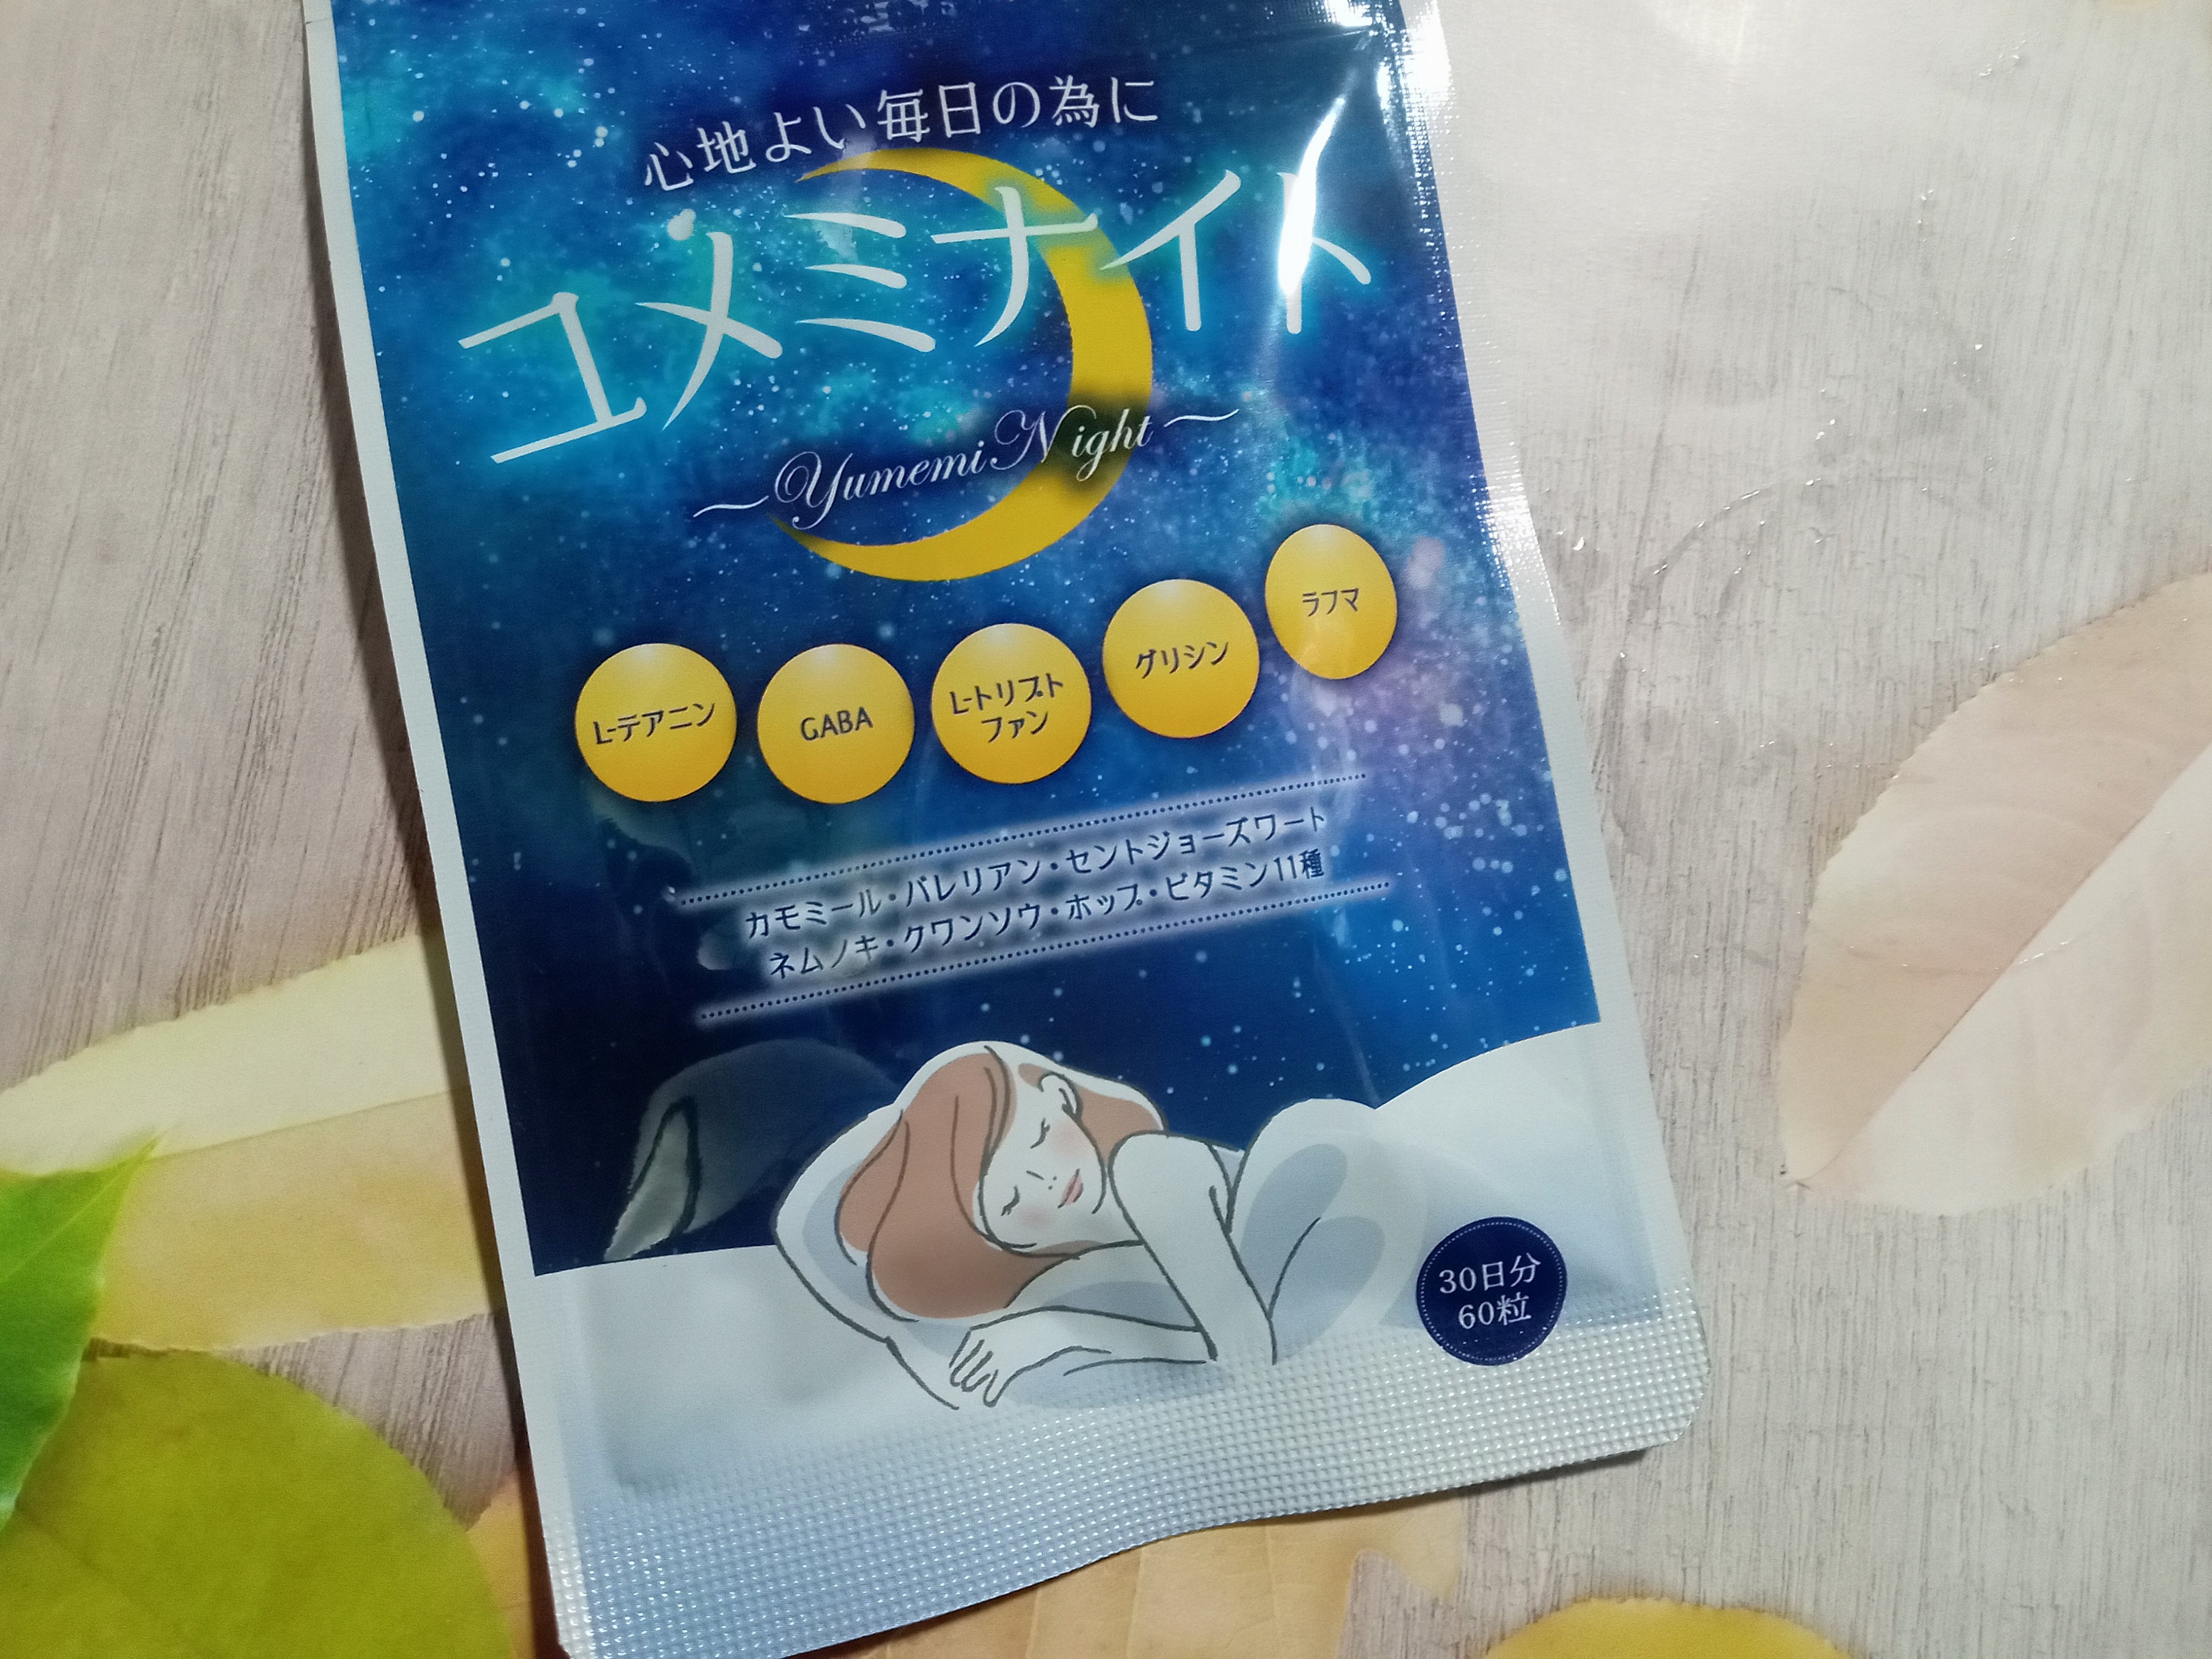 心地よい毎日の為に
ユメミナイト
～Yumemi Night～
L-テアニン
GABA
L-トリプト
ファン
グリシン
ラフマ
カモミール・バレリアン・セントジョーズワート
ネムノキ・クワンソウ・ホップ・ビタミン11種
30日分
60粒